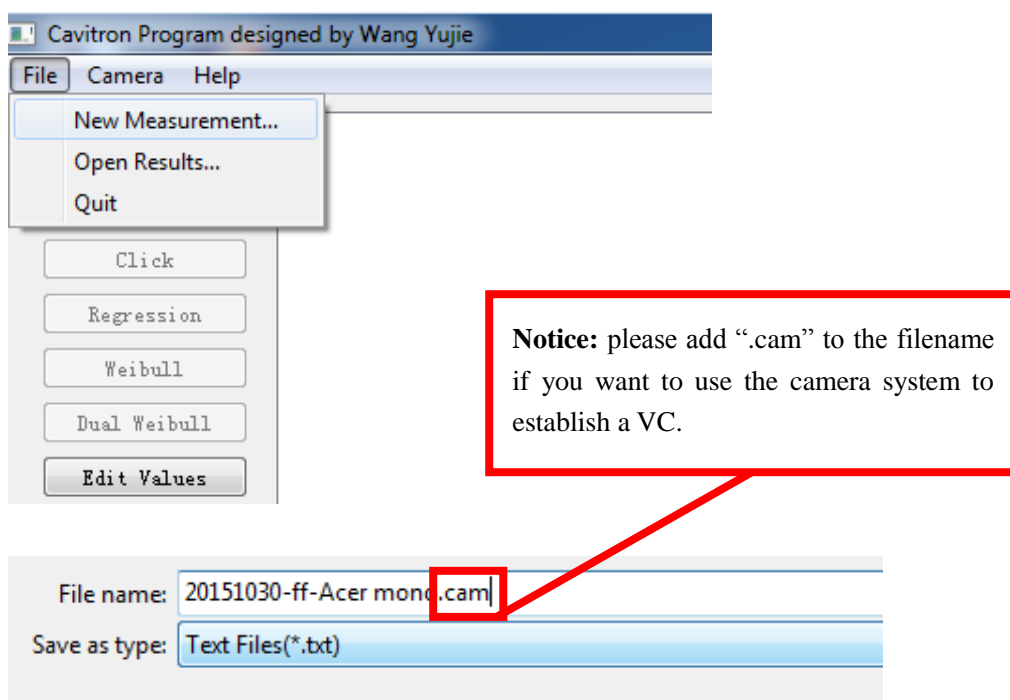 Cavitron Program designed by Wang Yujie
File Camera Help
New Measurement...
Open Results...
Quit
Click
Regression
Weibull
Dual Weibull
Edit Values
Notice: please add “.cam” to the filename
if you want to use the camera system to
establish a VC.
File name: 20151030-ff-Acer mono.cam
Save as type: Text Files(*.txt)